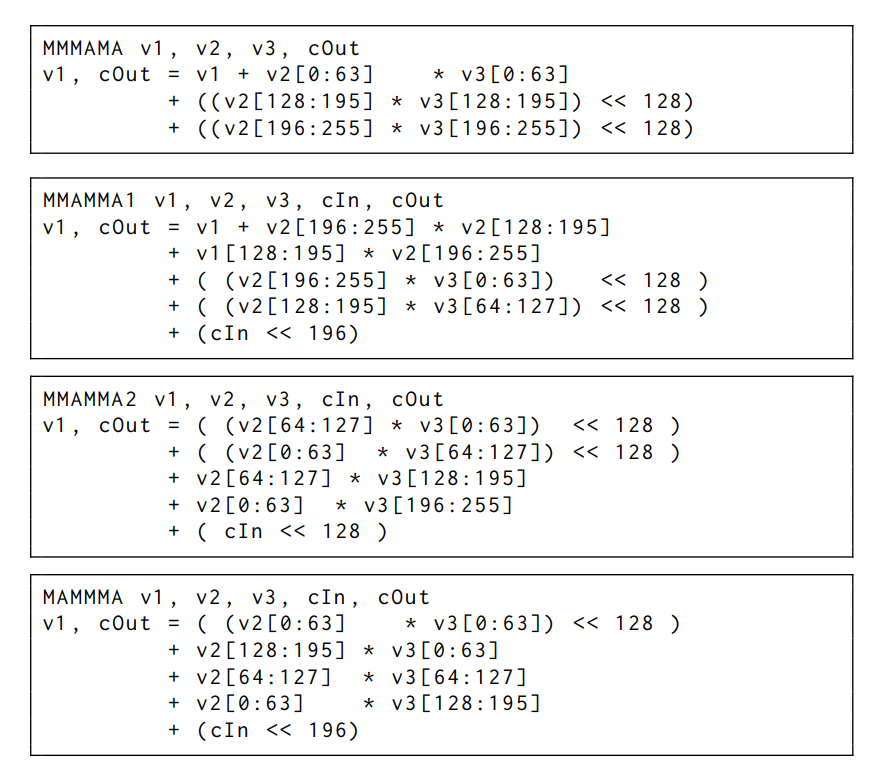 MMMAMA v1, v2, v3, cOut
v1, cOut = v1 + v2[0:63]    * v3[0:63]
         + ((v2[128:195] * v3[128:195]) << 128)
         + ((v2[196:255] * v3[196:255]) << 128)
MMAMMA1 v1, v2, v3, cIn, cOut
v1, cOut = v1 + v2[196:255] * v2[128:195]
         + v1[128:195] * v2[196:255]
         + ( (v2[196:255] * v3[0:63])   << 128 )
         + ( (v2[128:195] * v3[64:127]) << 128 )
         + (cIn << 196)
MMAMMA2 v1, v2, v3, cIn, cOut
v1, cOut = ( (v2[64:127] * v3[0:63])  << 128 )
         + ( (v2[0:63]  * v3[64:127]) << 128 )
         + v2[64:127] * v3[128:195]
         + v2[0:63]  * v3[196:255]
         + ( cIn << 128 )
MAMMMA v1, v2, v3, cIn, cOut
v1, cOut = ( (v2[0:63]    * v3[0:63]) << 128 )
         + v2[128:195] * v3[0:63]
         + v2[64:127]  * v3[64:127]
         + v2[0:63]    * v3[128:195]
         + (cIn << 196)